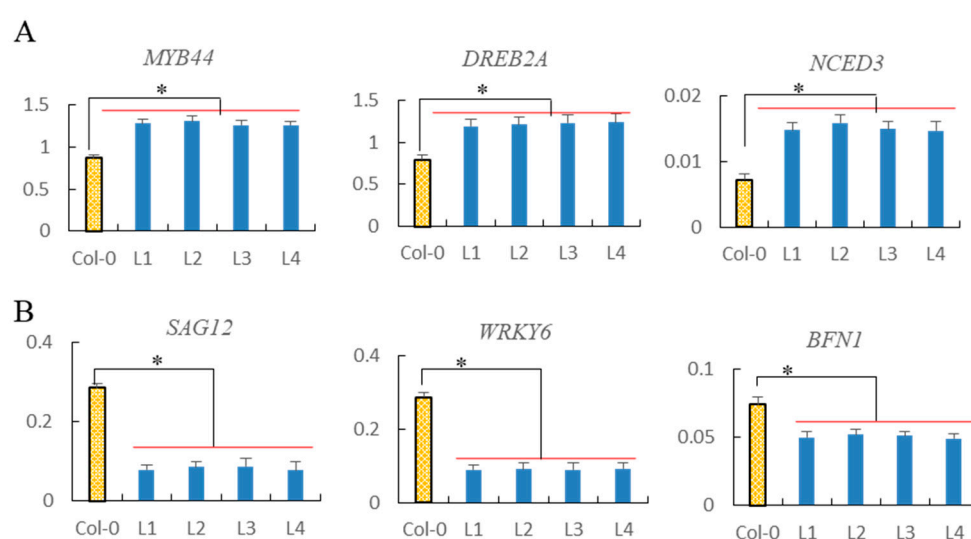 A
MYB44
DREB2A
NCED3
*
*
*
1.5
1
0.5
0
1.5
1
0.5
0
0.02
0.01
0
Col-0 L1 L2 L3 L4
Col-0 L1 L2 L3 L4
Col-0 L1 L2 L3 L4
B
SAG12
WRKY6
BFN1
*
*
*
0.4
0.2
0
0.4
0.2
0
0.1
0.05
0
Col-0 L1 L2 L3 L4
Col-0 L1 L2 L3 L4
Col-0 L1 L2 L3 L4